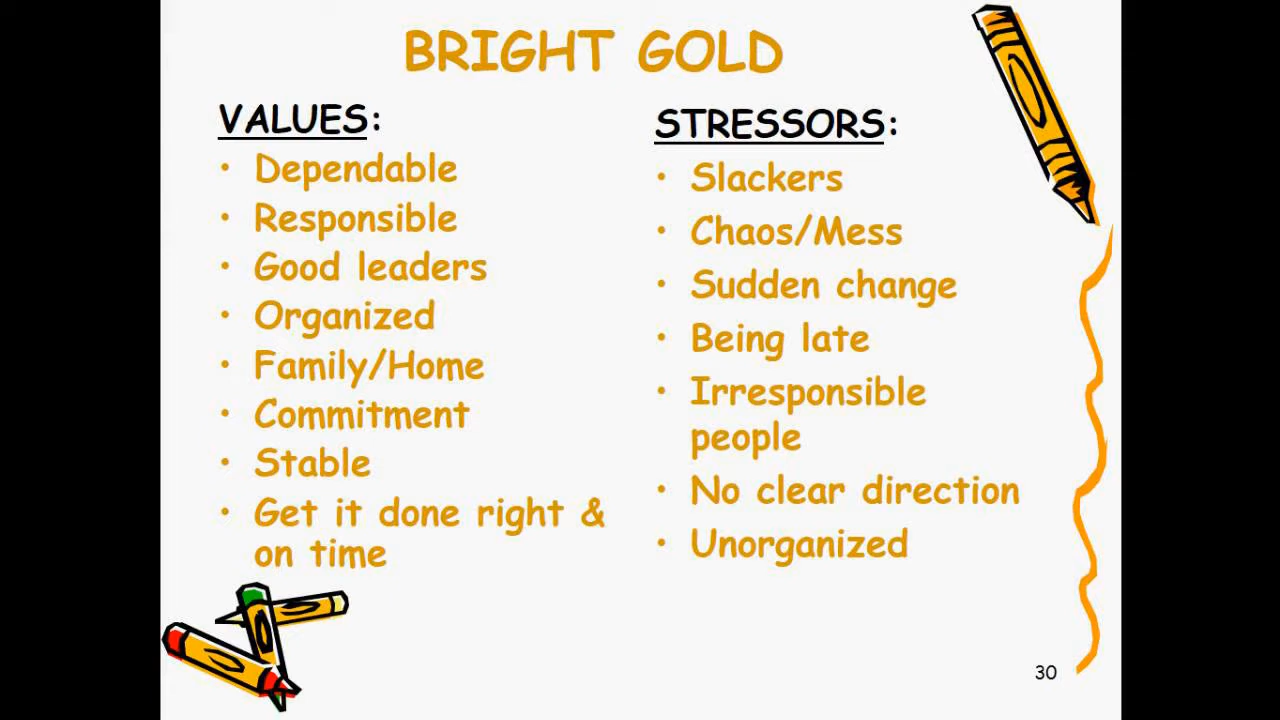 BRIGHT GOLD
VALUES:
• Dependable
• Responsible
• Good leaders
• Organized
• Family/Home
• Commitment
• Stable
• Get it done right &
on time
STRESSORS:
• Slackers
• Chaos/Mess
• Sudden change
• Being late
• Irresponsible
people
• No clear direction
• Unorganized
30